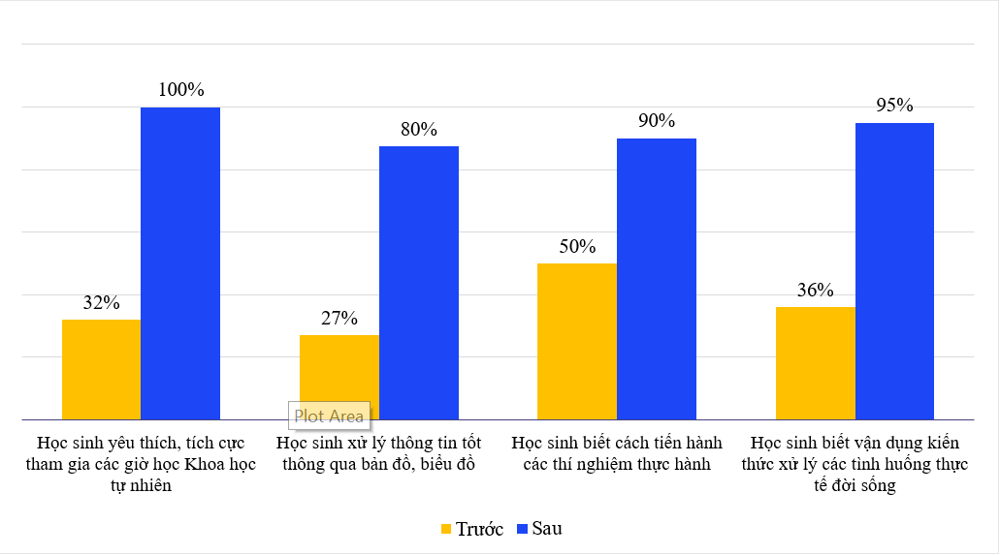 100%
80%
90%
95%
32%
27%
50%
36%
Plot Area
Học sinh yêu thích, tích cực
tham gia các giờ học Khoa học
tự nhiên
Học sinh xử lý thông tin tốt
thông qua bản đồ, biểu đồ
Học sinh biết cách tiến hành
các thí nghiệm thực hành
Học sinh biết vận dụng kiến
thức xử lý các tình huống thực
tế đời sống
Trước
Sau